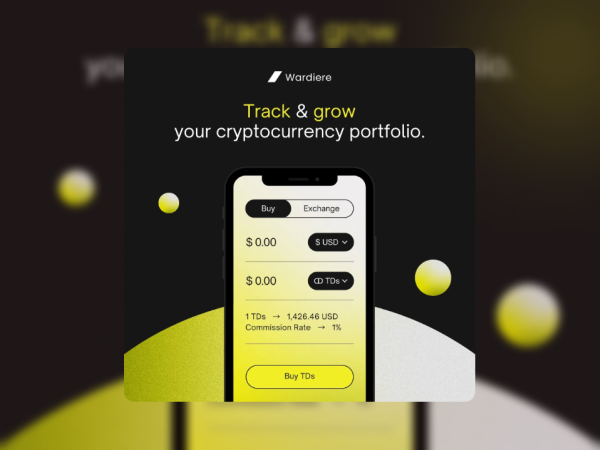 Wardiere
Track & grow
your cryptocurrency portfolio.
Buy Exchange
$ 0.00 $ USD
$ 0.00 TDs
1 TDs → 1,426.46 USD
Commission Rate → 1%
Buy TDs